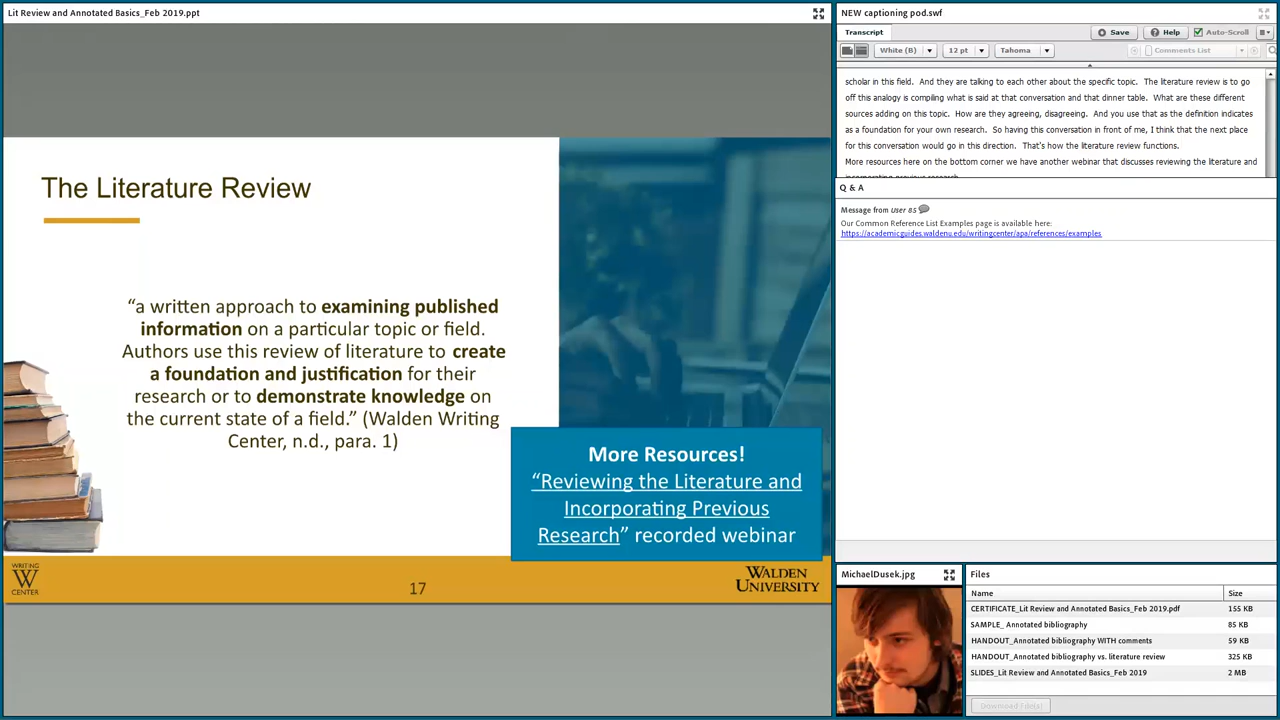 Lit Review and Annotated Basics_Feb 2019.ppt
The Literature Review
“a written approach to examining published
information on a particular topic or field.
Authors use this review of literature to create
a foundation and justification for their
research or to demonstrate knowledge on
the current state of a field.” (Walden Writing
Center, n.d., para. 1)
More Resources!
“Reviewing the Literature and
Incorporating Previous
Research” recorded webinar
WRITING
W
CENTER
17
WALDEN
UNIVERSITY
NEW captioning pod.swf
Transcript
Save
Help
Auto-Scroll
White (B)
12 pt
Tahoma
Comments List
scholar in this field. And they are talking to each other about the specific topic. The literature review is to go
off this analogy is compiling what is said at that conversation and that dinner table. What are these different
sources adding on this topic. How are they agreeing, disagreeing. And you use that as the definition indicates
as a foundation for your own research. So having this conversation in front of me, I think that the next place
for this conversation would go in this direction. That's how the literature review functions.
More resources here on the bottom corner we have another webinar that discusses reviewing the literature and
incorporating previous research.
Q & A
Message from User 85
Our Common Reference List Examples page is available here:
https://academicguides.waldenu.edu/writingcenter/apa/references/examples
MichaelDusek.jpg
Files
Name Size
CERTIFICATE_Lit Review and Annotated Basics_Feb 2019.pdf 155 KB
SAMPLE_ Annotated bibliography 85 KB
HANDOUT_Annotated bibliography WITH comments 59 KB
HANDOUT_Annotated bibliography vs. literature review 325 KB
SLIDES_Lit Review and Annotated Basics_Feb 2019 2 MB
Download File(s)